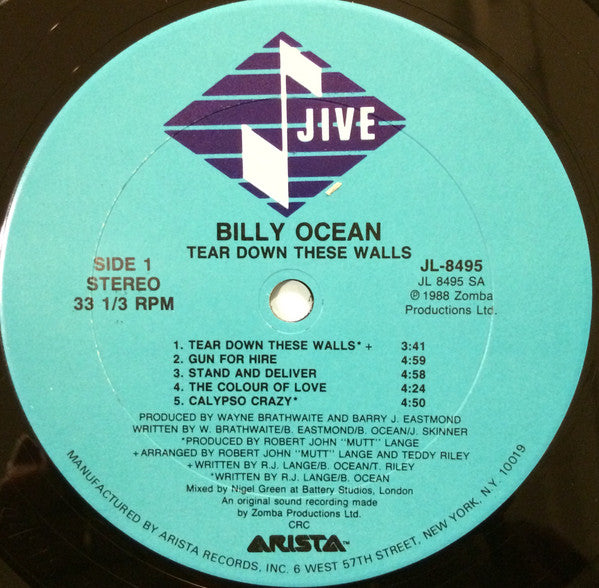 JIVE
BILLY OCEAN
TEAR DOWN THESE WALLS
SIDE 1
STEREO
33 1/3 RPM
JL-8495
JL 8495 SA
℗ 1988 Zomba
Productions Ltd.
1. TEAR DOWN THESE WALLS* + 3:41
2. GUN FOR HIRE 4:59
3. STAND AND DELIVER 4:58
4. THE COLOUR OF LOVE 4:24
5. CALYPSO CRAZY* 4:50
PRODUCED BY WAYNE BRATHWAITE AND BARRY J. EASTMOND
WRITTEN BY W. BRATHWAITE/B. EASTMOND/B. OCEAN/J. SKINNER
*PRODUCED BY ROBERT JOHN "MUTT" LANGE
+ARRANGED BY ROBERT JOHN "MUTT" LANGE AND TEDDY RILEY
+WRITTEN BY R.J. LANGE/B. OCEAN/T. RILEY
*WRITTEN BY R.J. LANGE/B. OCEAN
Mixed by Nigel Green at Battery Studios, London
An original sound recording made
by Zomba Productions Ltd.
CRC
ARISTA™
MANUFACTURED BY ARISTA RECORDS, INC. 6 WEST 57TH STREET, NEW YORK, N.Y. 10019